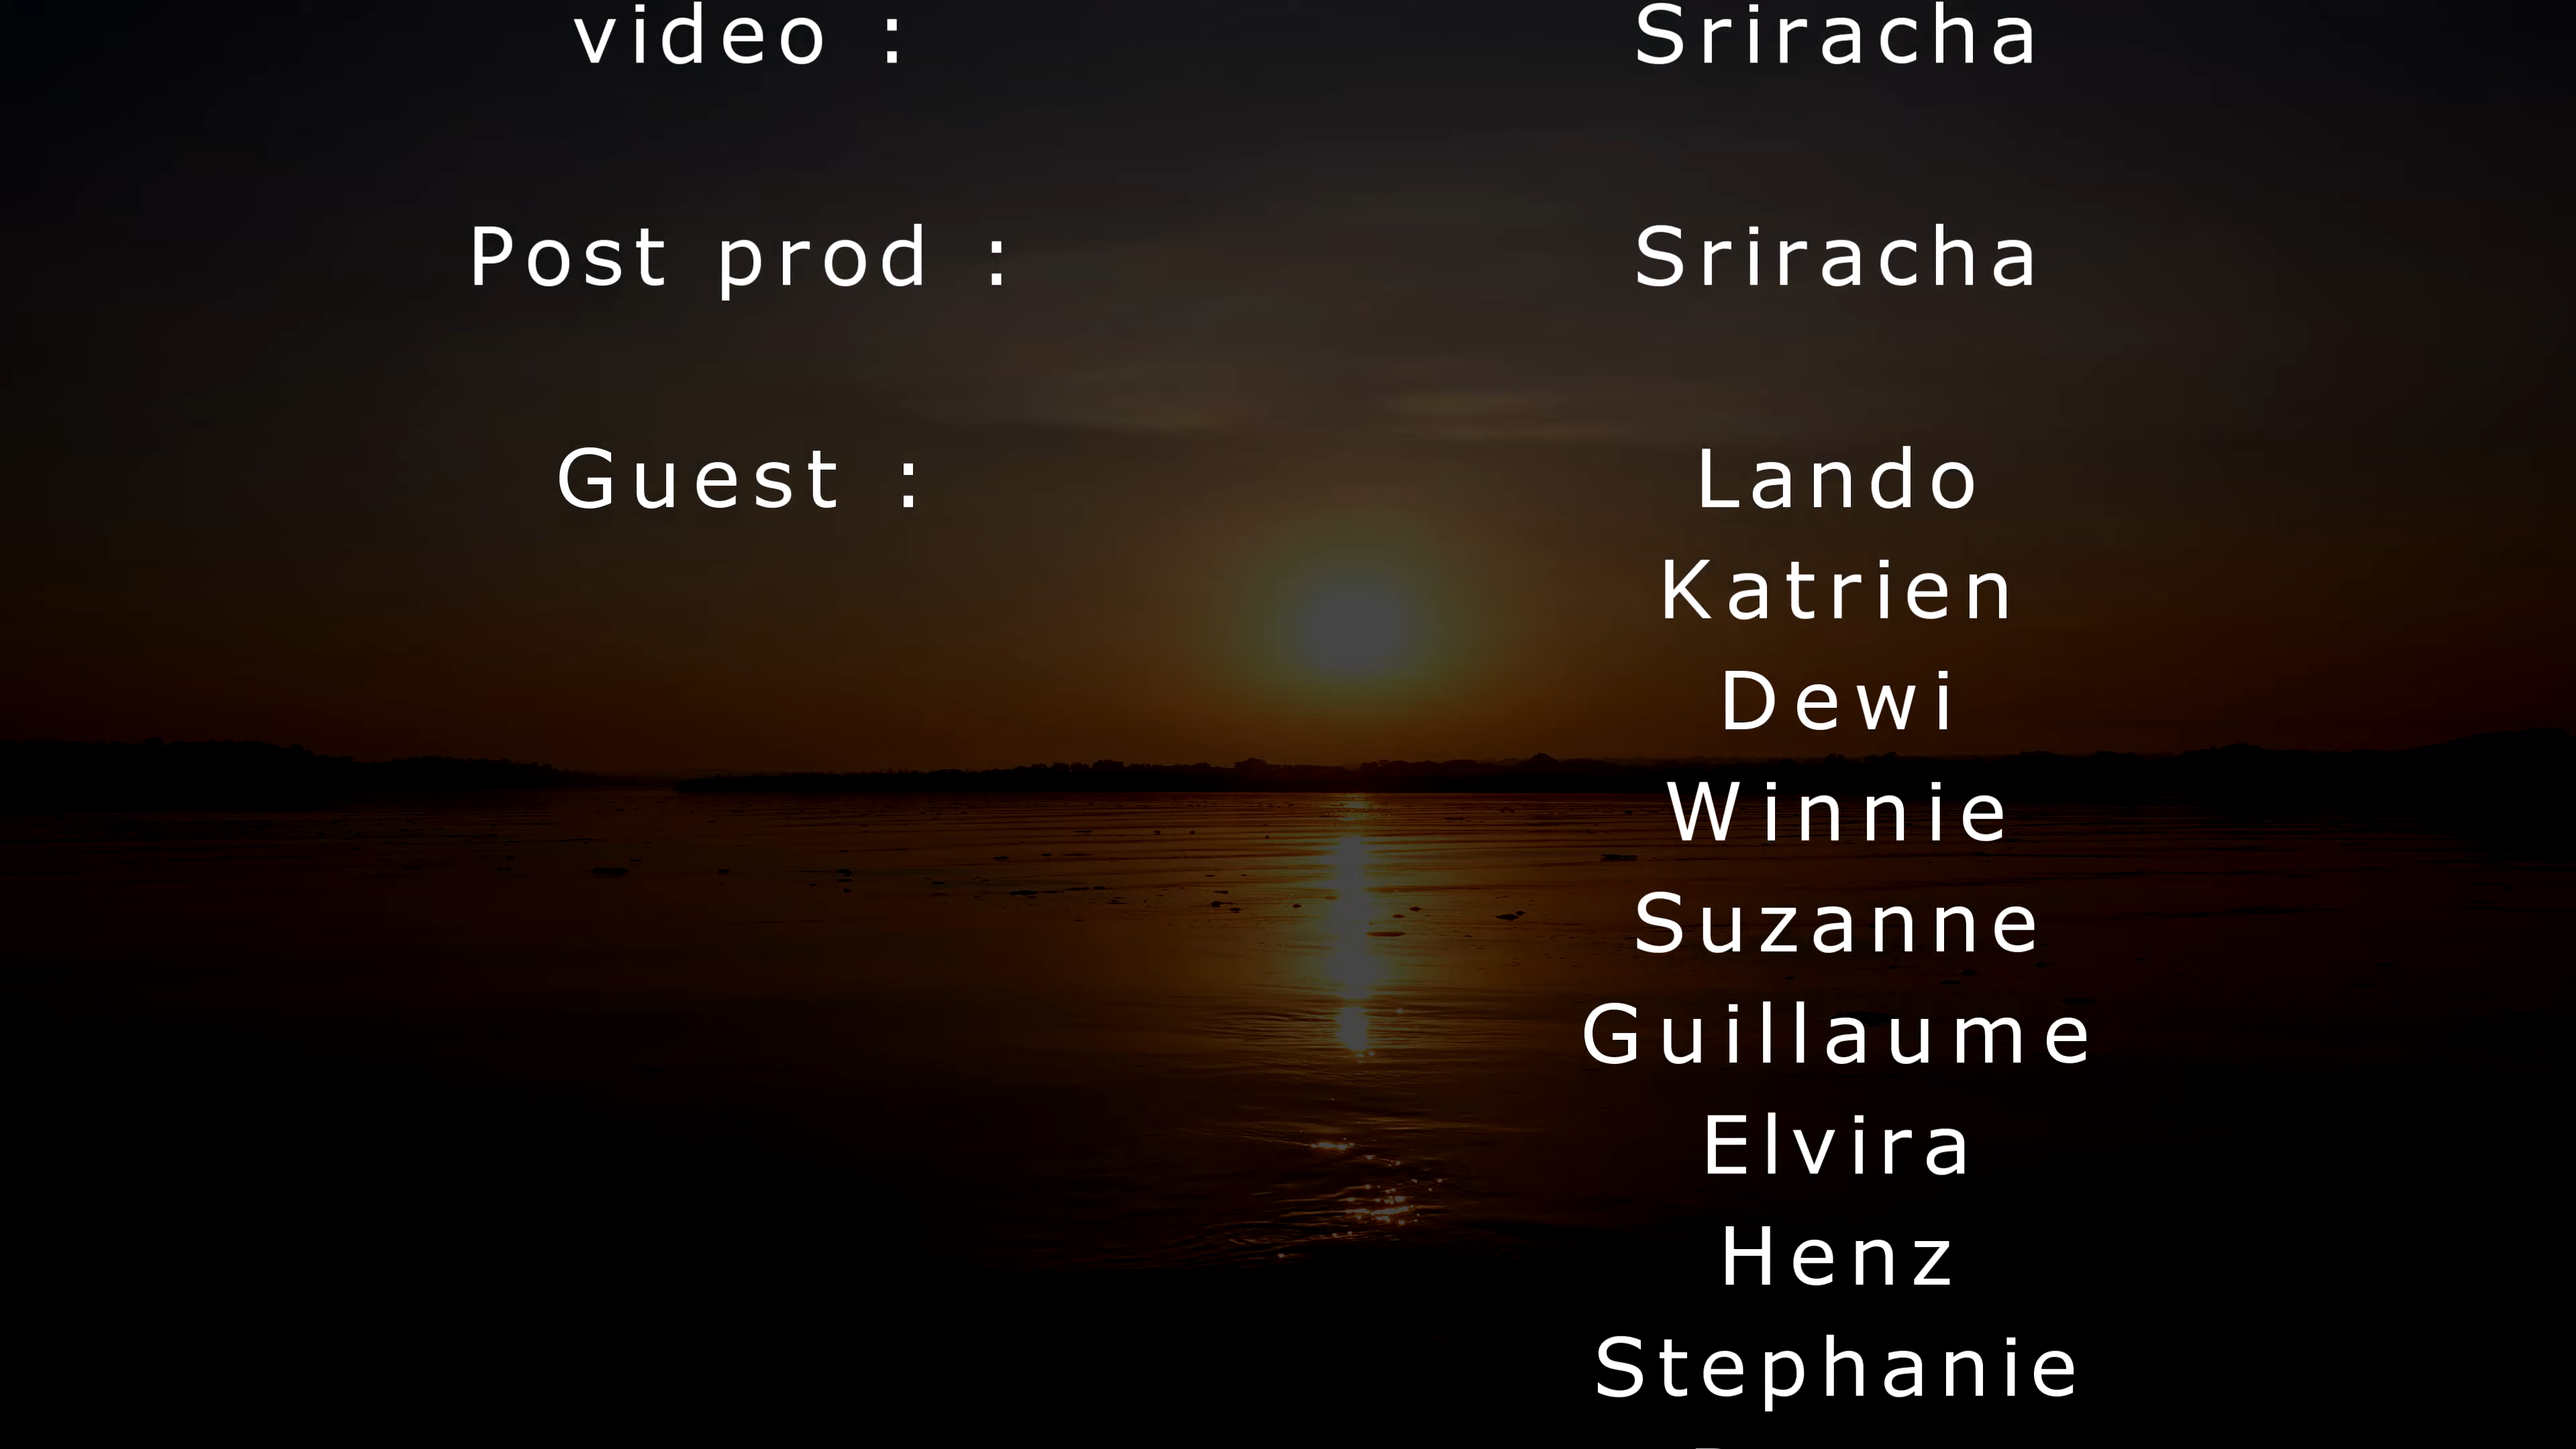 video : Sriracha
Post prod : Sriracha
Guest : Lando
Katrien
Dewi
Winnie
Suzanne
Guillaume
Elvira
Henz
Stephanie